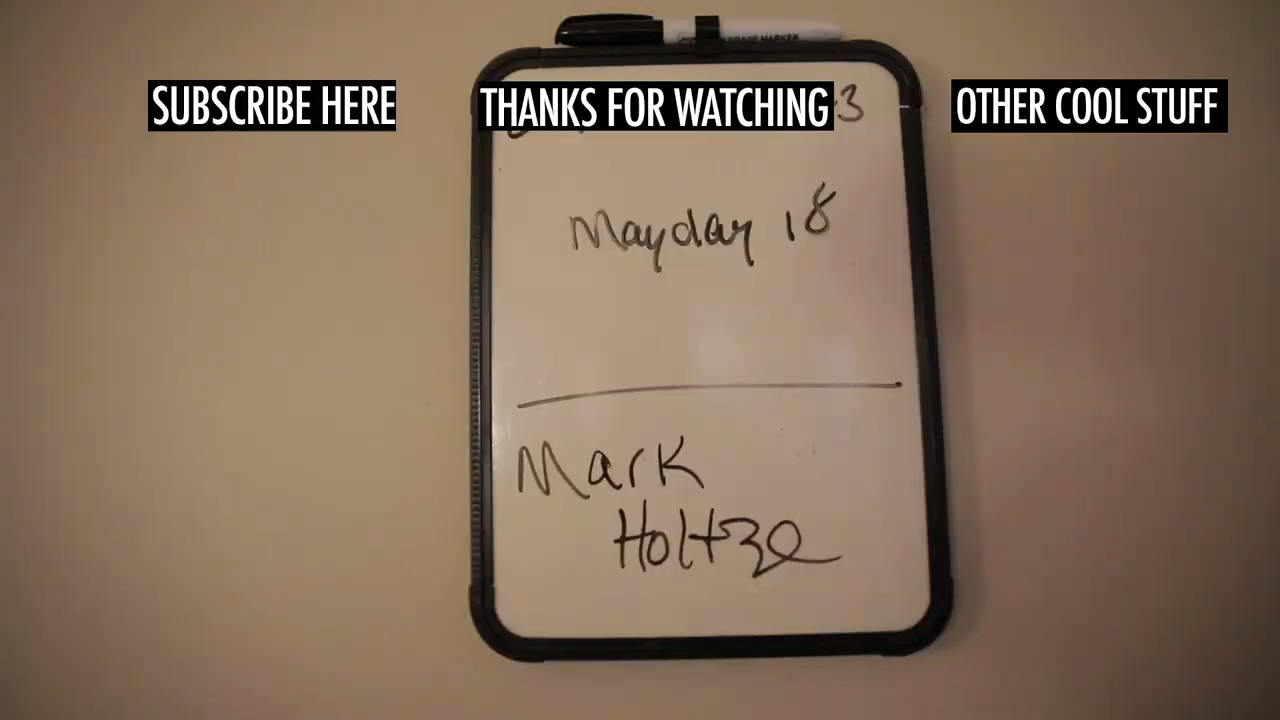 SUBSCRIBE HERE
THANKS FOR WATCHING
OTHER COOL STUFF
Mayday 18
Mark
Holtze